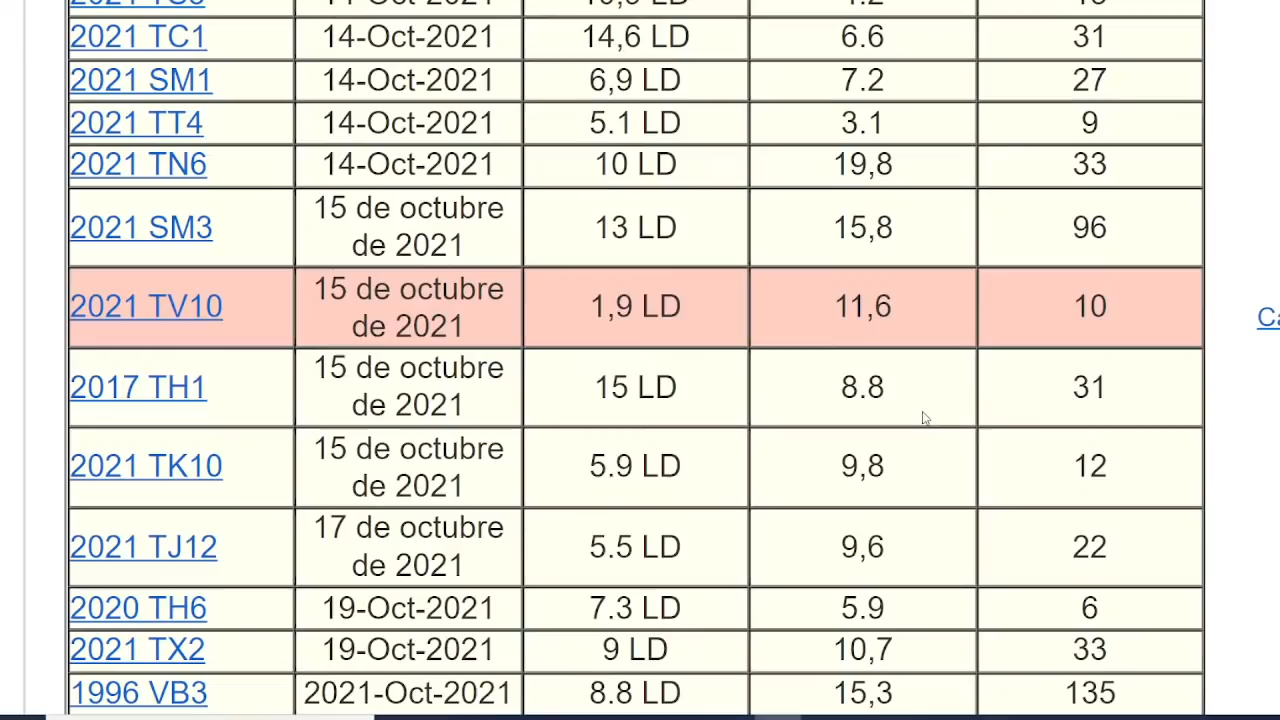 2021 TC1 14-Oct-2021 14,6 LD 6.6 31
2021 SM1 14-Oct-2021 6,9 LD 7.2 27
2021 TT4 14-Oct-2021 5.1 LD 3.1 9
2021 TN6 14-Oct-2021 10 LD 19,8 33
2021 SM3 15 de octubre de 2021 13 LD 15,8 96
2021 TV10 15 de octubre de 2021 1,9 LD 11,6 10
2017 TH1 15 de octubre de 2021 15 LD 8.8 31
2021 TK10 15 de octubre de 2021 5.9 LD 9,8 12
2021 TJ12 17 de octubre de 2021 5.5 LD 9,6 22
2020 TH6 19-Oct-2021 7.3 LD 5.9 6
2021 TX2 19-Oct-2021 9 LD 10,7 33
1996 VB3 2021-Oct-2021 8.8 LD 15,3 135